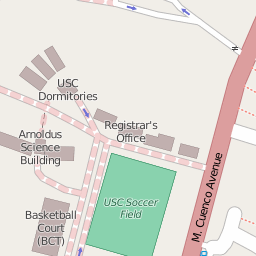 USC
Dormitories
Registrar's
Office
Arnoldus
Science
Building
M. Cuenco Avenue
USC Soccer
Field
Basketball
Court
(BCT)